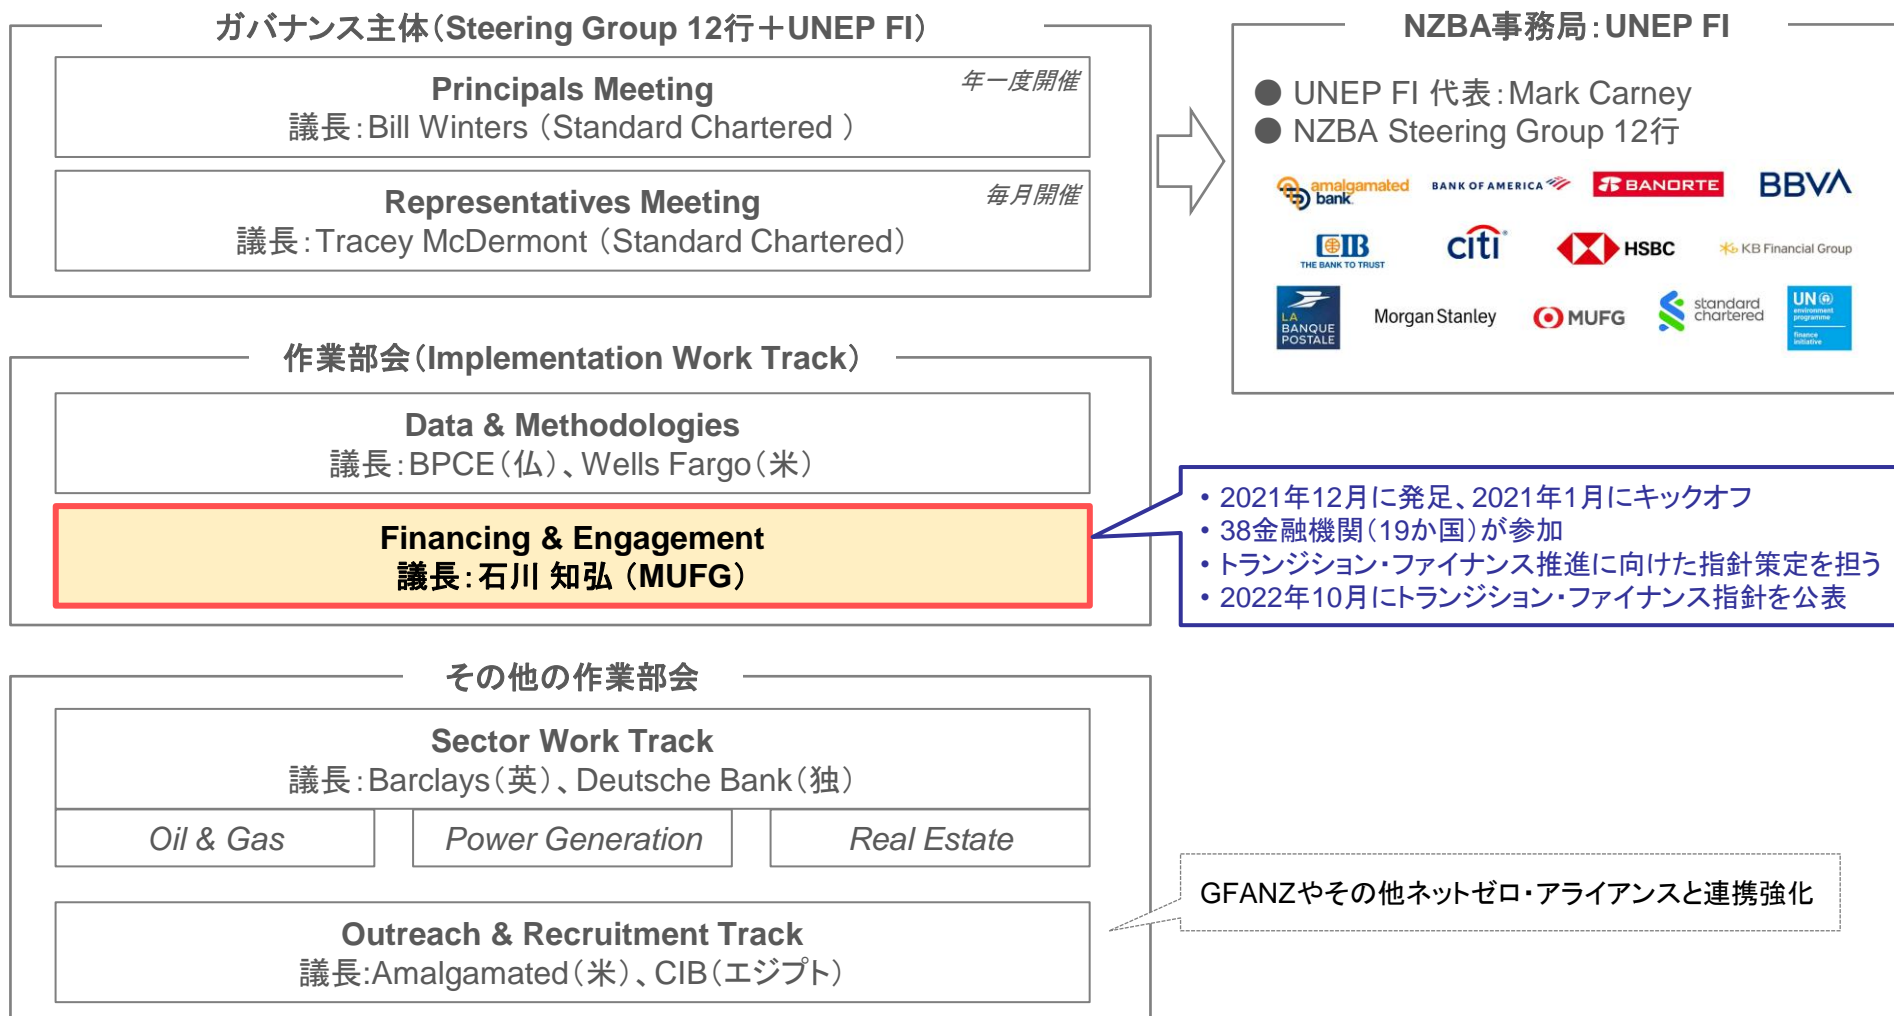 ガバナンス主体（Steering Group 12行＋UNEP FI）
Principals Meeting
年一度開催
議長：Bill Winters （Standard Chartered ）
Representatives Meeting
毎月開催
議長：Tracey McDermont （Standard Chartered）
NZBA事務局：UNEP FI
● UNEP FI 代表：Mark Carney
● NZBA Steering Group 12行
amalgamated bank.
BANK OF AMERICA
BANORTE
BBVA
CIB
THE BANK TO TRUST
citi
HSBC
KB Financial Group
LA BANQUE POSTALE
Morgan Stanley
MUFG
standard chartered
UN environment programme
finance initiative
作業部会（Implementation Work Track）
Data & Methodologies
議長：BPCE（仏）、Wells Fargo（米）
Financing & Engagement
議長：石川 知弘 （MUFG）
• 2021年12月に発足、2021年1月にキックオフ
• 38金融機関（19か国）が参加
• トランジション・ファイナンス推進に向けた指針策定を担う
• 2022年10月にトランジション・ファイナンス指針を公表
その他の作業部会
Sector Work Track
議長：Barclays（英）、Deutsche Bank（独）
Oil & Gas
Power Generation
Real Estate
Outreach & Recruitment Track
議長:Amalgamated（米）、CIB（エジプト）
GFANZやその他ネットゼロ・アライアンスと連携強化